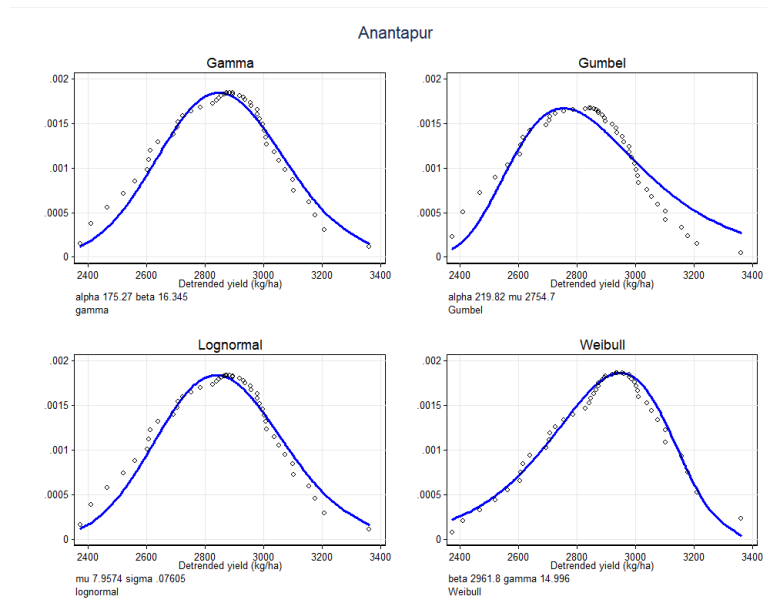 Anantapur
Gamma
.002
.0015
.001
.0005
0
2400 2600 2800 3000 3200 3400
Detrended yield (kg/ha)
alpha 175.27 beta 16.345
gamma
Gumbel
.002
.0015
.001
.0005
0
2400 2600 2800 3000 3200 3400
Detrended yield (kg/ha)
alpha 219.82 mu 2754.7
Gumbel
Lognormal
.002
.0015
.001
.0005
0
2400 2600 2800 3000 3200 3400
Detrended yield (kg/ha)
mu 7.9574 sigma .07605
lognormal
Weibull
.002
.0015
.001
.0005
0
2400 2600 2800 3000 3200 3400
Detrended yield (kg/ha)
beta 2961.8 gamma 14.996
Weibull